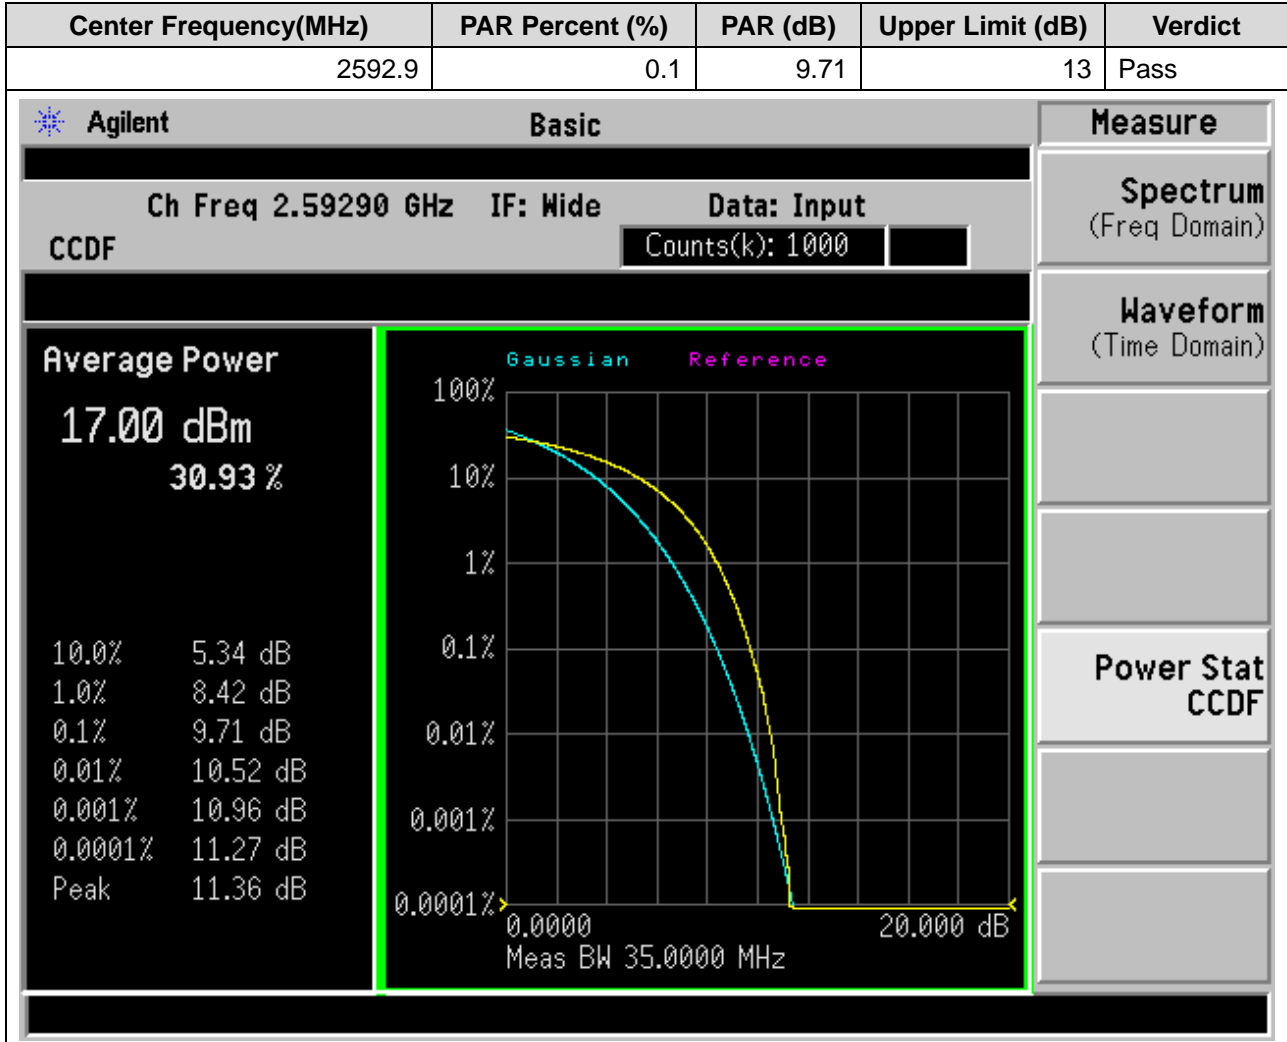 Center Frequency(MHz) PAR Percent (%) PAR (dB) Upper Limit (dB) Verdict
2592.9 0.1 9.71 13 Pass
Agilent Basic
Ch Freq 2.59290 GHz IF: Wide Data: Input
CCDF Counts(k): 1000
Average Power
17.00 dBm
30.93 %
10.0% 5.34 dB
1.0% 8.42 dB
0.1% 9.71 dB
0.01% 10.52 dB
0.001% 10.96 dB
0.0001% 11.27 dB
Peak 11.36 dB
Gaussian Reference
100%
10%
1%
0.1%
0.01%
0.001%
0.0001%
0.0000 20.000 dB
Meas BW 35.0000 MHz
Measure
Spectrum
(Freq Domain)
Waveform
(Time Domain)
Power Stat
CCDF